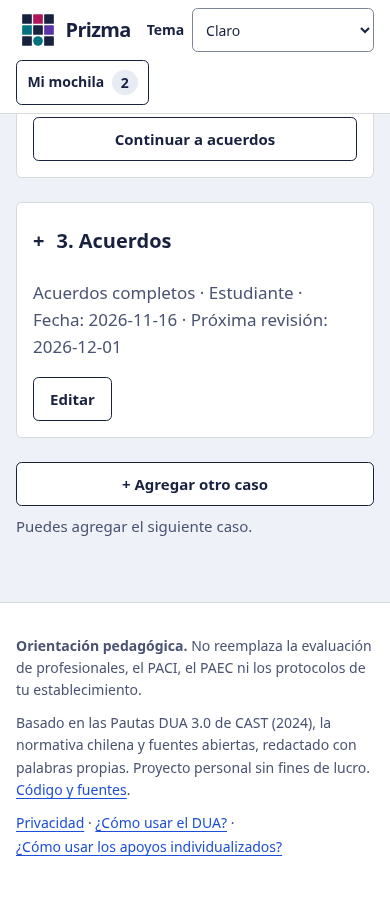 Prizma
Tema
Claro
Mi mochila 2
Continuar a acuerdos
+ 3. Acuerdos
Acuerdos completos · Estudiante ·
Fecha: 2026-11-16 · Próxima revisión:
2026-12-01
Editar
+ Agregar otro caso
Puedes agregar el siguiente caso.
Orientación pedagógica. No reemplaza la evaluación
de profesionales, el PACI, el PAEC ni los protocolos de
tu establecimiento.
Basado en las Pautas DUA 3.0 de CAST (2024), la
normativa chilena y fuentes abiertas, redactado con
palabras propias. Proyecto personal sin fines de lucro.
Código y fuentes.
Privacidad · ¿Cómo usar el DUA? ·
¿Cómo usar los apoyos individualizados?